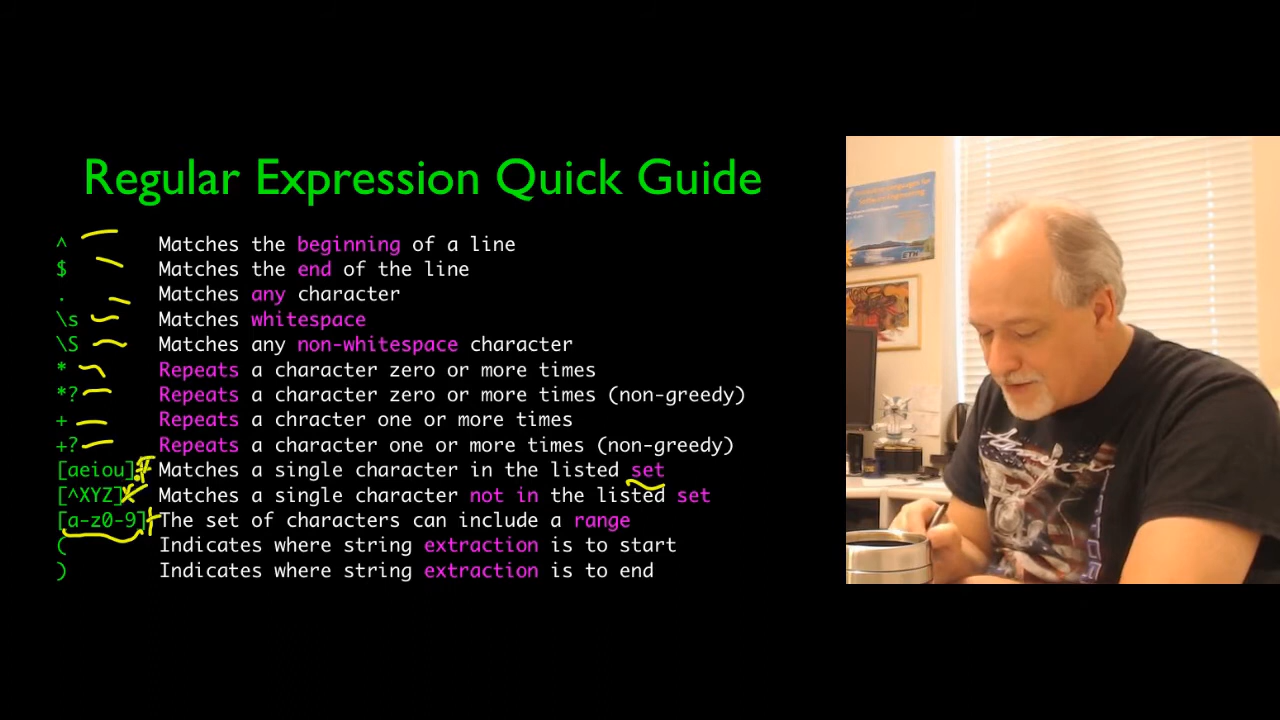 Regular Expression Quick Guide
^ Matches the beginning of a line
$ Matches the end of the line
. Matches any character
\s Matches whitespace
\S Matches any non-whitespace character
* Repeats a character zero or more times
*? Repeats a character zero or more times (non-greedy)
+ Repeats a chracter one or more times
+? Repeats a character one or more times (non-greedy)
[aeiou] Matches a single character in the listed set
[^XYZ] Matches a single character not in the listed set
[a-z0-9] The set of characters can include a range
( Indicates where string extraction is to start
) Indicates where string extraction is to end
ETH